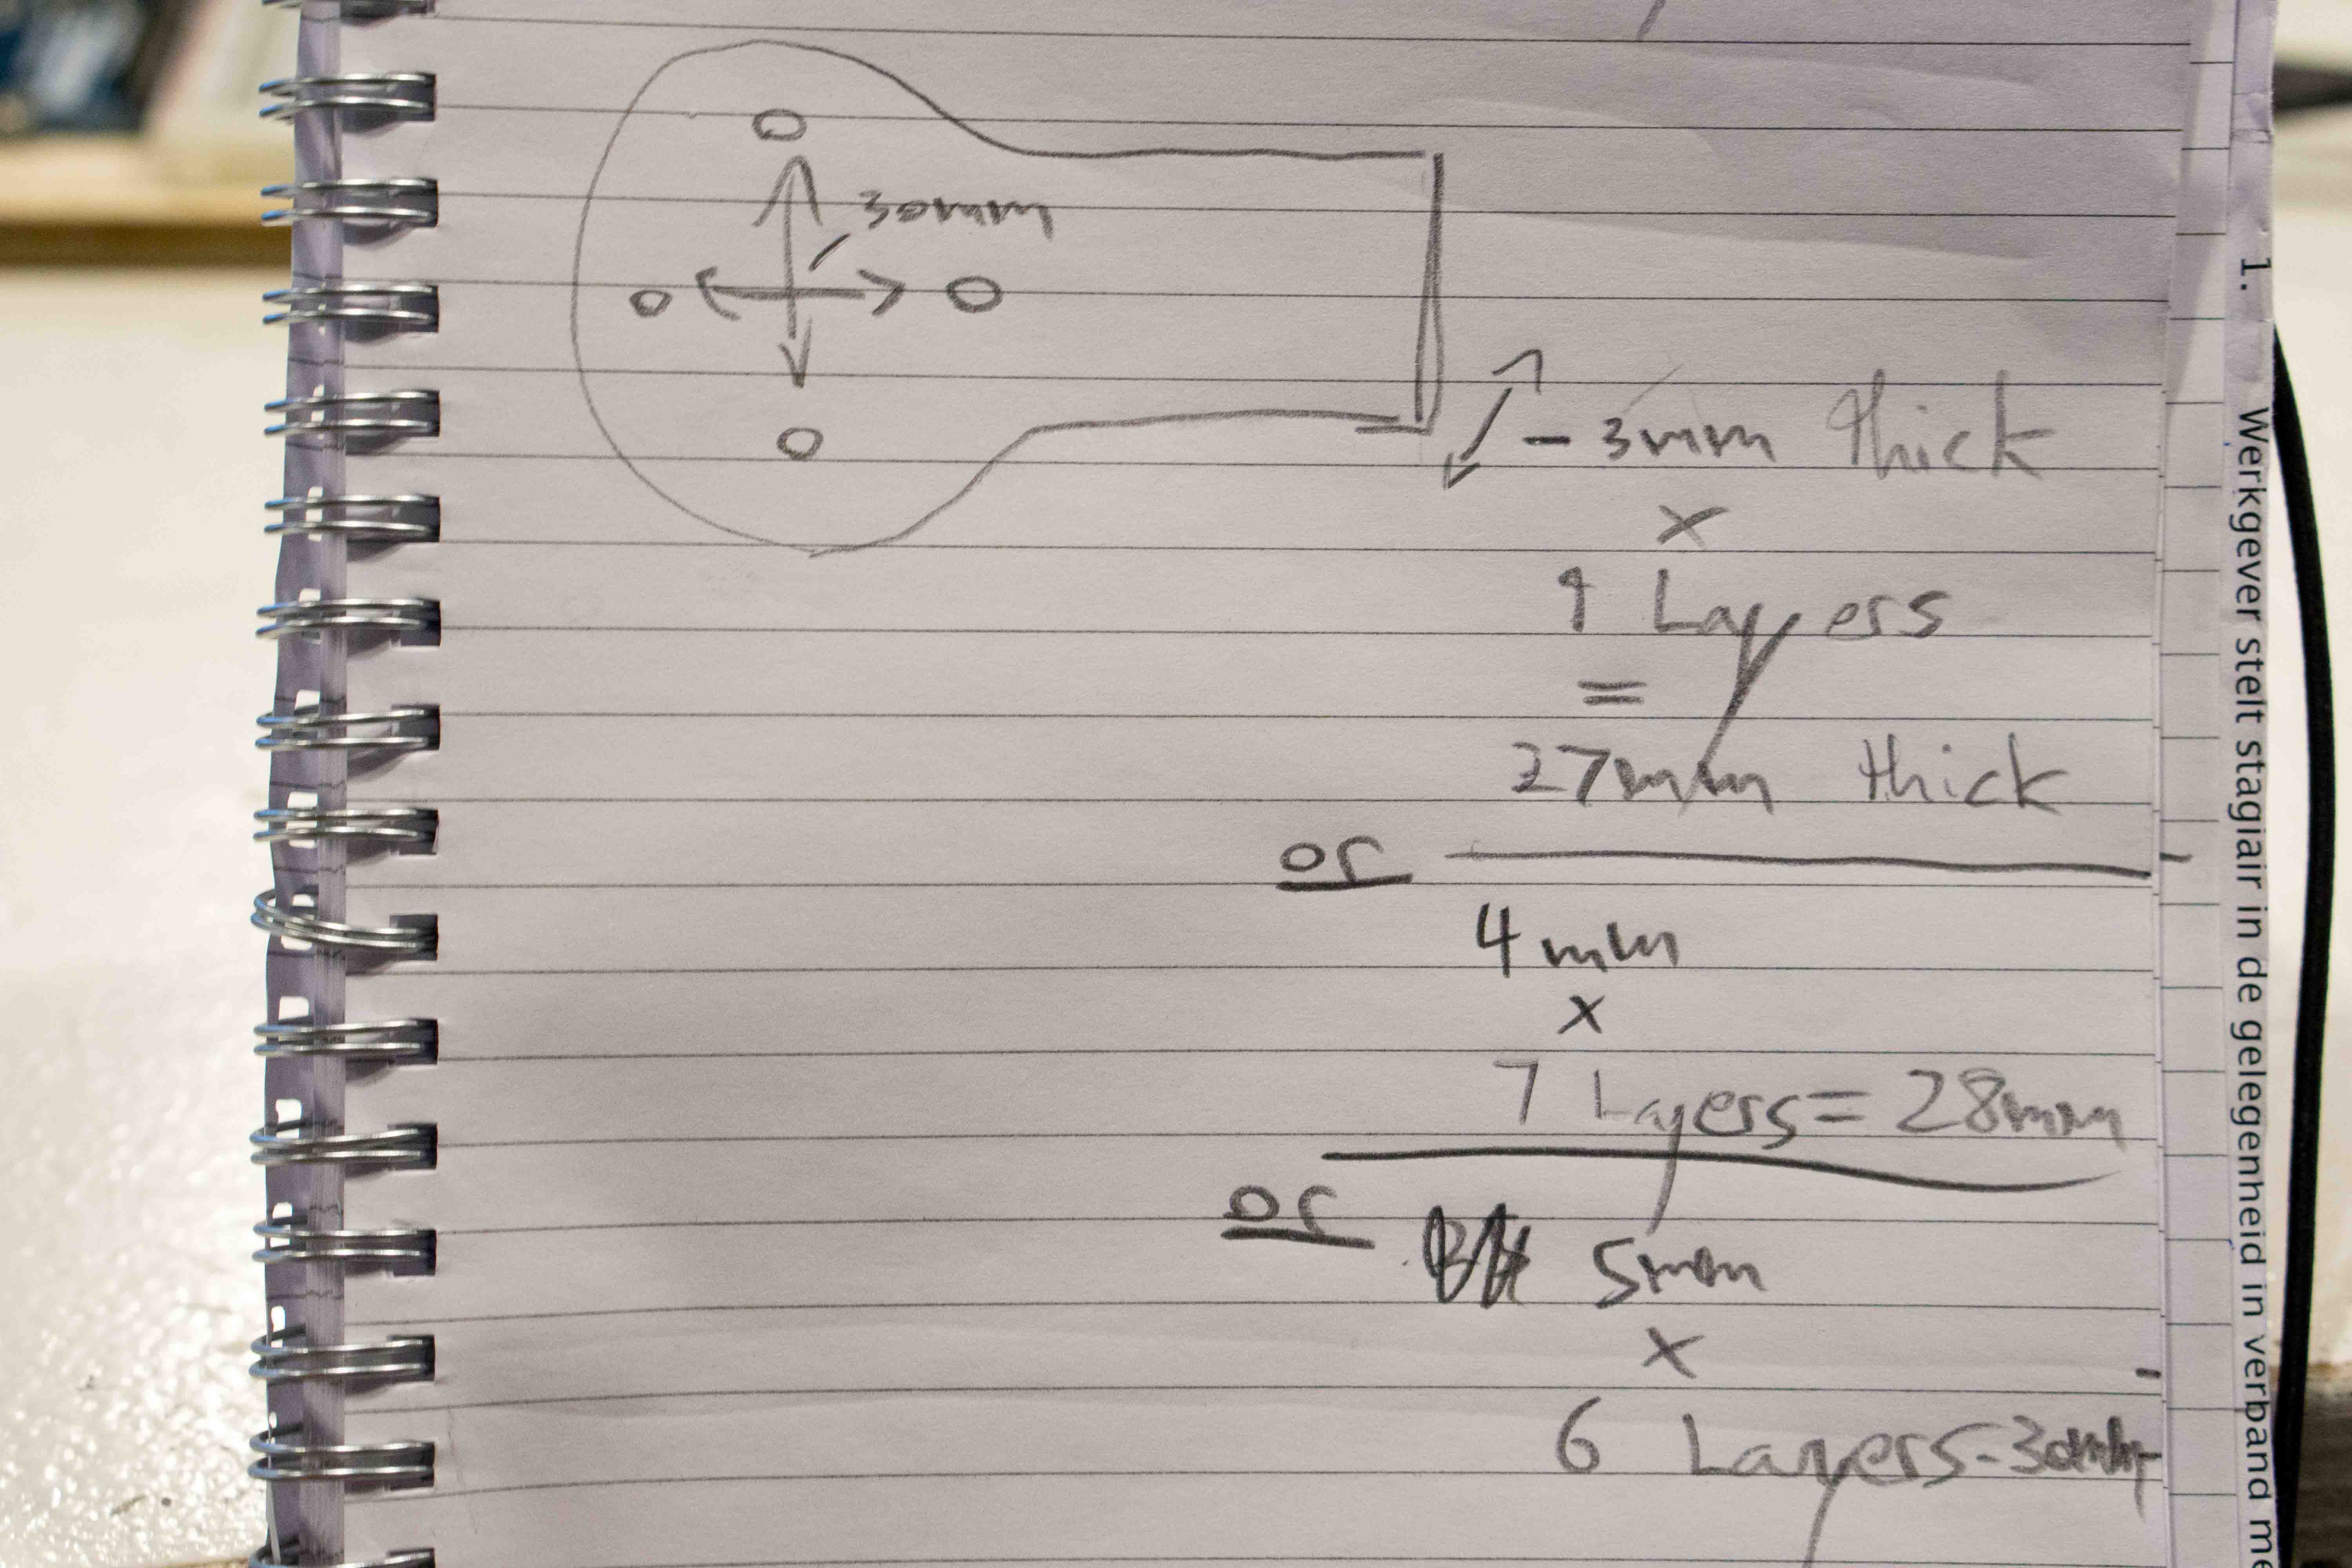 30mm
- 3mm thick
x
9 Layers
=
27mm thick
or
4mm
x
7 Layers = 28mm
or
5mm
x
6 Layers - 30mm
1. Werkgever stelt stagiair in de gelegenheid in verband me